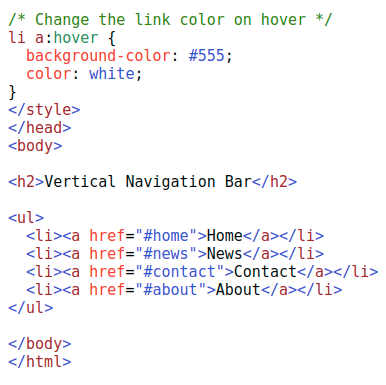 /* Change the link color on hover */
li a:hover {
  background-color: #555;
  color: white;
}
</style>
</head>
<body>

<h2>Vertical Navigation Bar</h2>

<ul>
  <li><a href="#home">Home</a></li>
  <li><a href="#news">News</a></li>
  <li><a href="#contact">Contact</a></li>
  <li><a href="#about">About</a></li>
</ul>

</body>
</html>